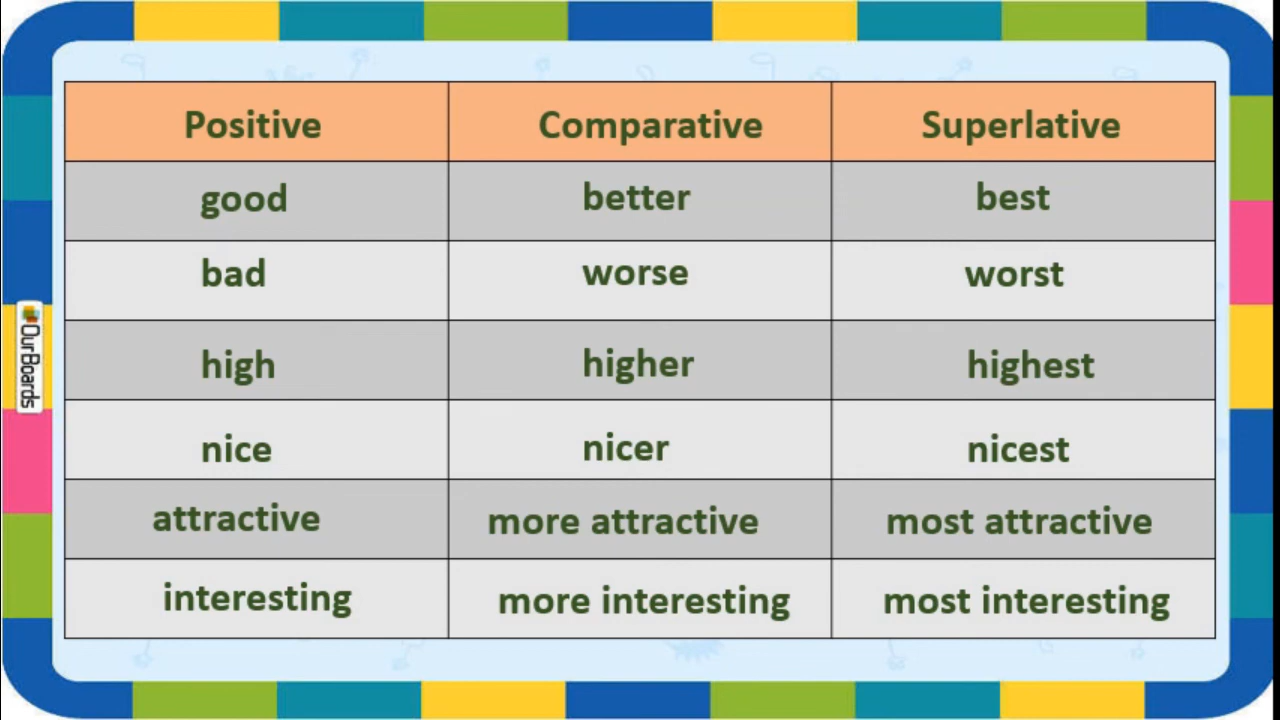 Positive Comparative Superlative
good better best
bad worse worst
high higher highest
nice nicer nicest
attractive more attractive most attractive
interesting more interesting most interesting
OurBoards